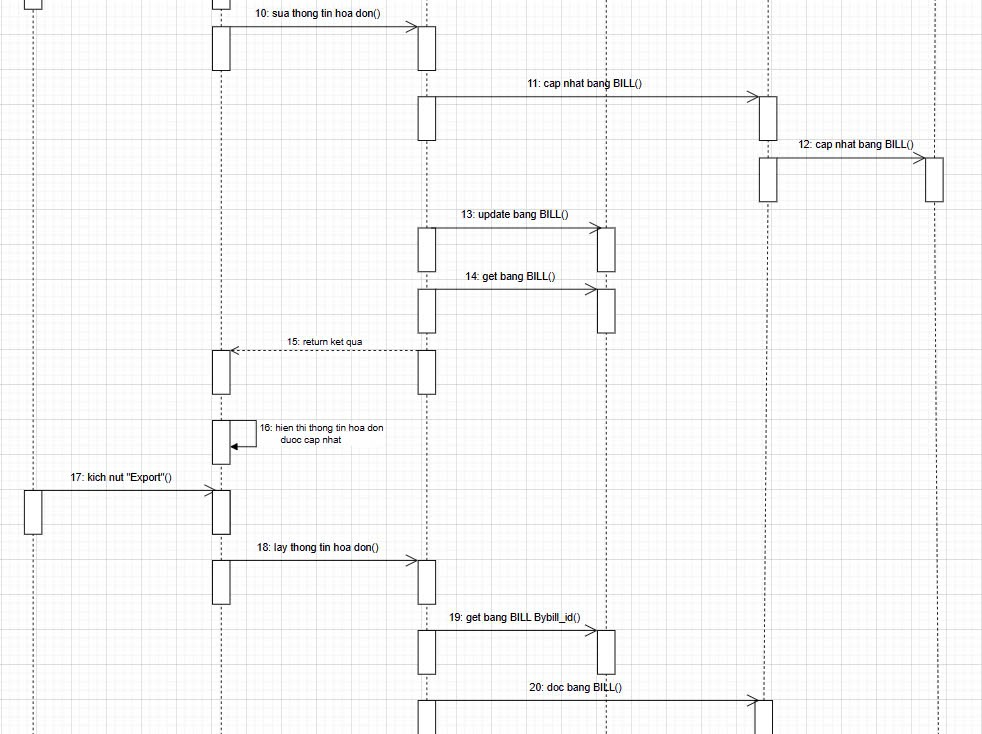 10: sua thong tin hoa don()
11: cap nhat bang BILL()
12: cap nhat bang BILL()
13: update bang BILL()
14: get bang BILL()
15: return ket qua
16: hien thi thong tin hoa don
duoc cap nhat
17: kich nut "Export"()
18: lay thong tin hoa don()
19: get bang BILL Bybill_id()
20: doc bang BILL()